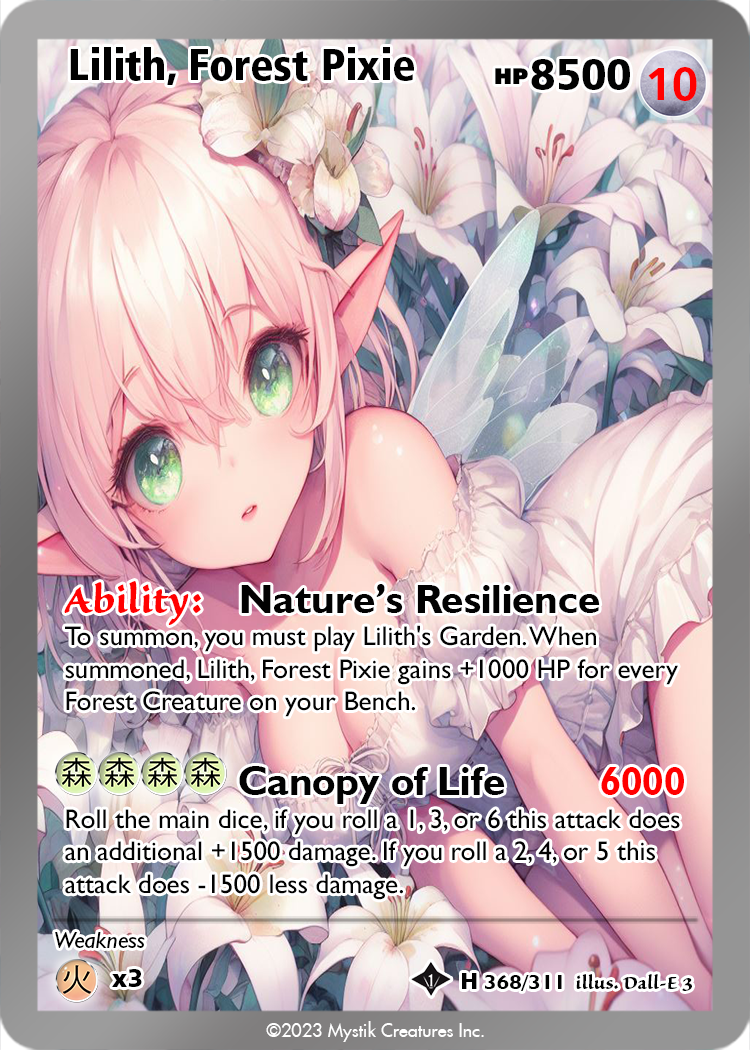 Lilith, Forest Pixie HP8500 10
Ability: Nature's Resilience
To summon, you must play Lilith's Garden. When
summoned, Lilith, Forest Pixie gains +1000 HP for every
Forest Creature on your Bench.
森 森 森 森 Canopy of Life 6000
Roll the main dice, if you roll a 1, 3, or 6 this attack does
an additional +1500 damage. If you roll a 2, 4, or 5 this
attack does -1500 less damage.
Weakness
火 x3 1 H 368/311 illus. Dall-E 3
©2023 Mystik Creatures Inc.